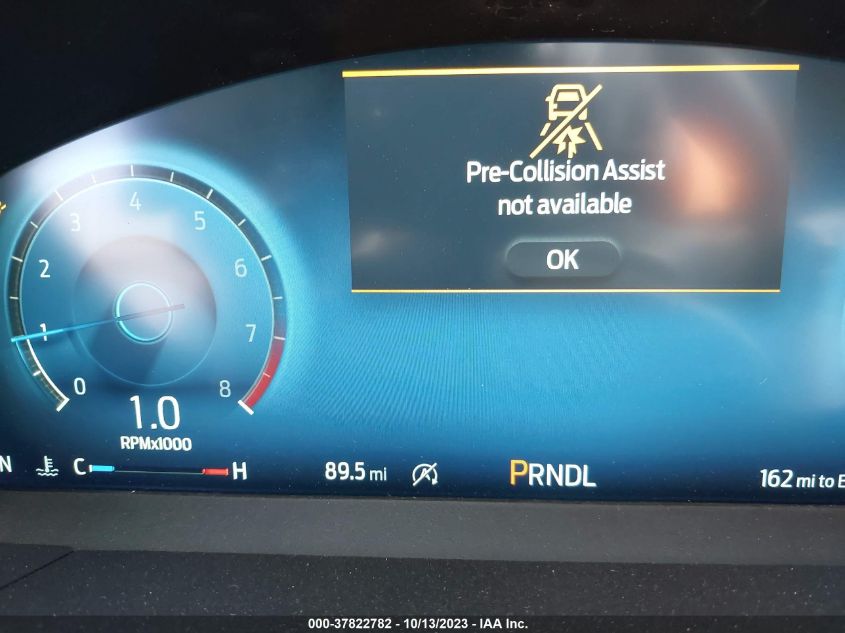 Pre-Collision Assist
not available
OK
0 1 2 3 4 5 6 7 8
1.0
RPMx1000
N C H 89.5 mi PRNDL 162 mi to E
000-37822782 - 10/13/2023 - IAA Inc.